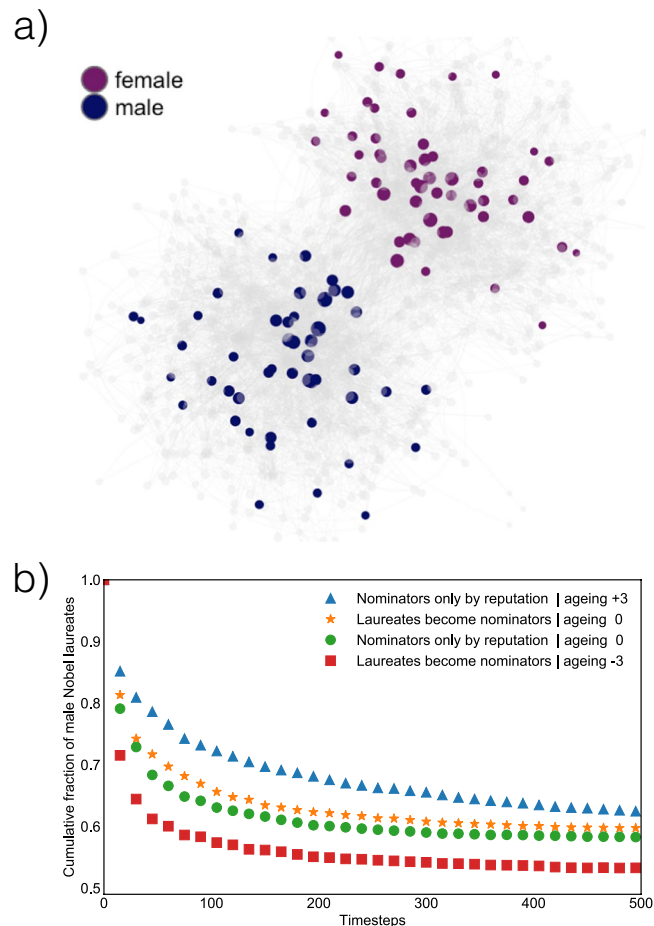 a)
female
male
b)
Cumulative fraction of male Nobel laureates
1.0
0.9
0.8
0.7
0.6
0.5
Nominators only by reputation | ageing +3
Laureates become nominators | ageing 0
Nominators only by reputation | ageing 0
Laureates become nominators | ageing -3
0 100 200 300 400 500
Timesteps